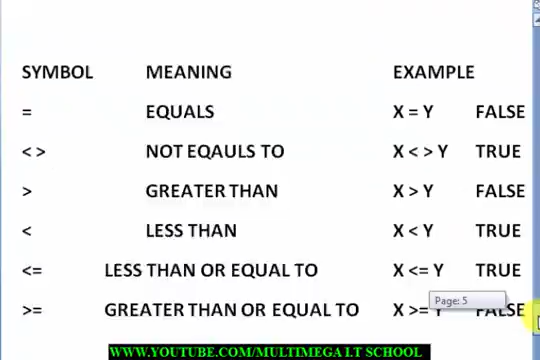 SYMBOL MEANING EXAMPLE
= EQUALS X = Y FALSE
< > NOT EQAULS TO X < > Y TRUE
> GREATER THAN X > Y FALSE
< LESS THAN X < Y TRUE
<= LESS THAN OR EQUAL TO X <= Y TRUE
Page: 5
>= GREATER THAN OR EQUAL TO X >= Y FALSE
WWW.YOUTUBE.COM/MULTIMEGA I.T SCHOOL